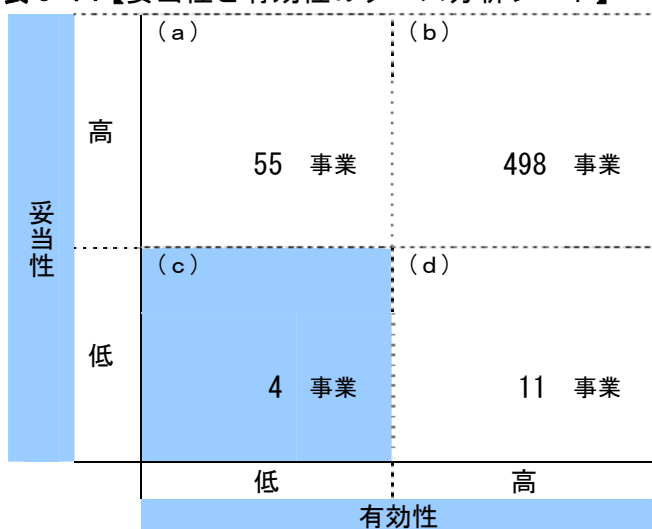 (a) (b)
高
55 事業 498 事業
妥当性
(c) (d)
低
4 事業 11 事業
低 高
有効性